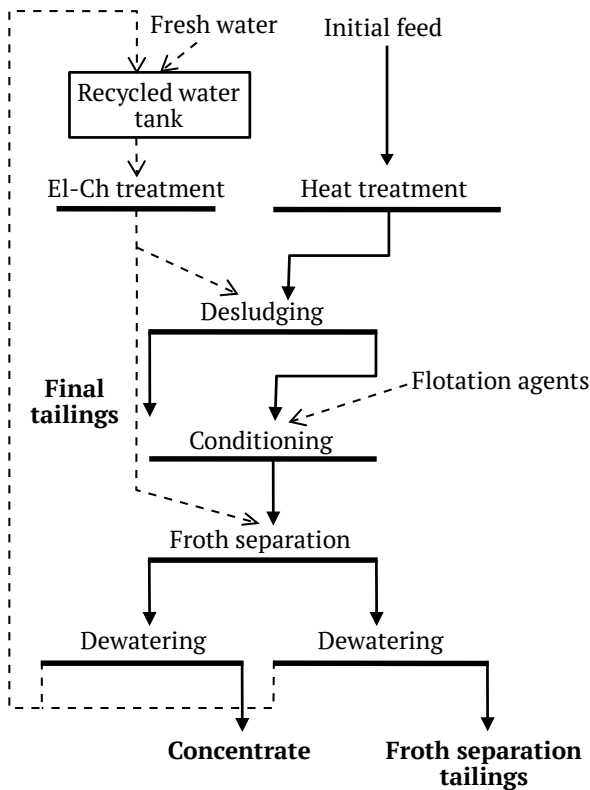 Fresh water
Initial feed
Recycled water
tank
El-Ch treatment
Heat treatment
Desludging
Final
tailings
Flotation agents
Conditioning
Froth separation
Dewatering
Dewatering
Concentrate
Froth separation
tailings